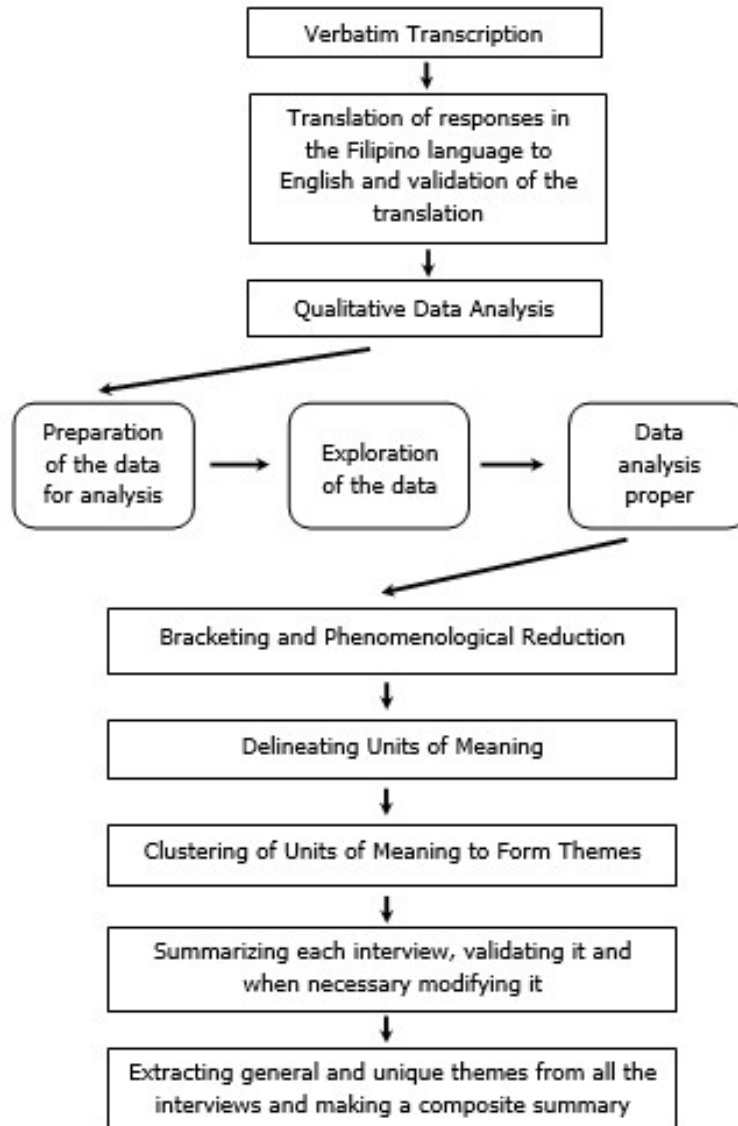 Verbatim Transcription
Translation of responses in
the Filipino language to
English and validation of the
translation
Qualitative Data Analysis
Preparation
of the data
for analysis
Exploration
of the data
Data
analysis
proper
Bracketing and Phenomenological Reduction
Delineating Units of Meaning
Clustering of Units of Meaning to Form Themes
Summarizing each interview, validating it and
when necessary modifying it
Extracting general and unique themes from all the
interviews and making a composite summary